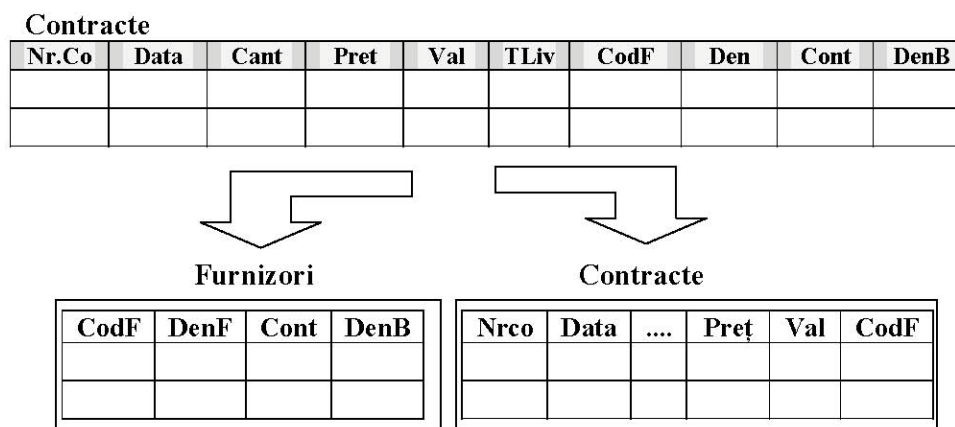 Contracte
Nr.Co Data Cant Pret Val TLiv CodF Den Cont DenB
Furnizori Contracte
CodF DenF Cont DenB Nrco Data .... Preț Val CodF